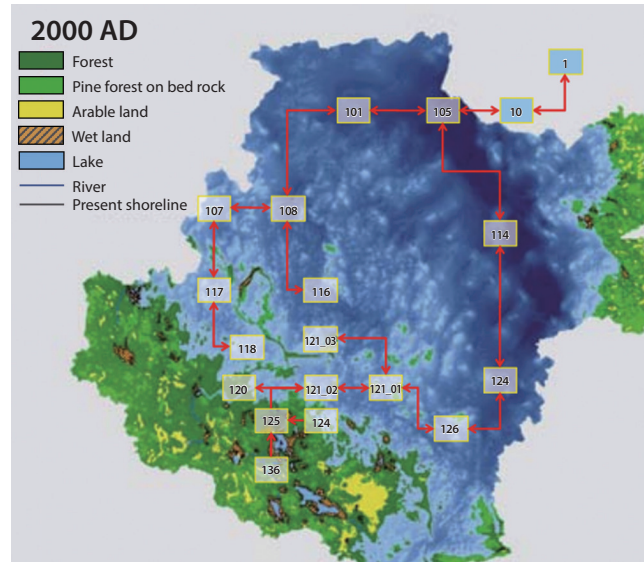 2000 AD
Forest
Pine forest on bed rock
Arable land
Wet land
Lake
River
Present shoreline
1
101
105
10
107
108
114
116
117
118
121_03
120
121_02
121_01
124
125
124
126
136